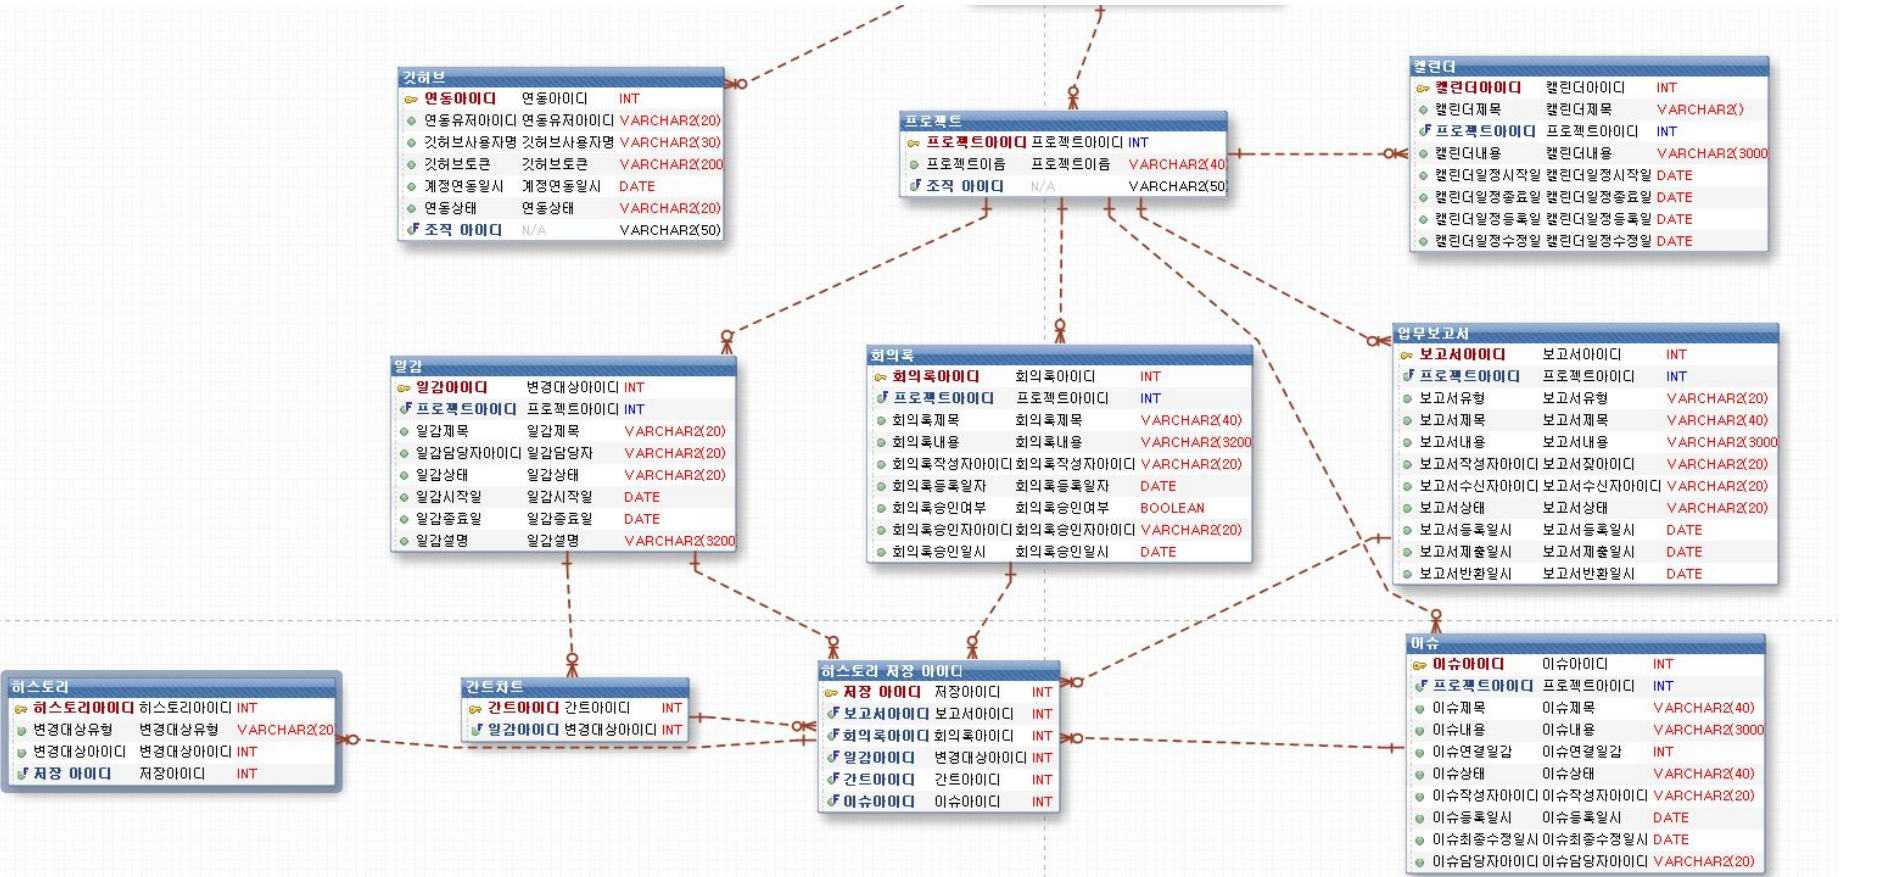 깃허브
연동아이디 연동아이디 INT
연동유저아이디 연동유저아이디 VARCHAR2(20)
깃허브사용자명 깃허브사용자명 VARCHAR2(30)
깃허브토큰 깃허브토큰 VARCHAR2(200
계정연동일시 계정연동일시 DATE
연동상태 연동상태 VARCHAR2(20)
조직 아이디 N/A VARCHAR2(50)
프로젝트
프로젝트아이디 프로젝트아이디 INT
프로젝트이음 프로젝트이음 VARCHAR2(40)
조직 아이디 N/A VARCHAR2(50)
캘린더
캘린더아이디 캘린더아이디 INT
캘린더제목 캘린더제목 VARCHAR2()
프로젝트아이디 프로젝트아이디 INT
캘린더내용 캘린더내용 VARCHAR2(3000
캘린더일정시작일 캘린더일정시작일 DATE
캘린더일정종료일 캘린더일정종료일 DATE
캘린더일정등록일 캘린더일정등록일 DATE
캘린더일정수정일 캘린더일정수정일 DATE
일감
일감아이디 변경대상아이디 INT
프로젝트아이디 프로젝트아이디 INT
일감제목 일감제목 VARCHAR2(20)
일감담당자아이디 일감담당자 VARCHAR2(20)
일감상태 일감상태 VARCHAR2(20)
일감시작일 일감시작일 DATE
일감종료일 일감종료일 DATE
일감설명 일감설명 VARCHAR2(3200
회의록
회의록아이디 회의록아이디 INT
프로젝트아이디 프로젝트아이디 INT
회의록제목 회의록제목 VARCHAR2(40)
회의록내용 회의록내용 VARCHAR2(3200
회의록작성자아이디 회의록작성자아이디 VARCHAR2(20)
회의록등록일자 회의록등록일자 DATE
회의록승인여부 회의록승인여부 BOOLEAN
회의록승인자아이디 회의록승인자아이디 VARCHAR2(20)
회의록승인일시 회의록승인일시 DATE
업무보고서
보고서아이디 보고서아이디 INT
프로젝트아이디 프로젝트아이디 INT
보고서유형 보고서유형 VARCHAR2(20)
보고서제목 보고서제목 VARCHAR2(40)
보고서내용 보고서내용 VARCHAR2(3000
보고서작성자아이디 보고서잦아이디 VARCHAR2(20)
보고서수신자아이디 보고서수신자아이디 VARCHAR2(20)
보고서상태 보고서상태 VARCHAR2(20)
보고서등록일시 보고서등록일시 DATE
보고서제출일시 보고서제출일시 DATE
보고서반환일시 보고서반환일시 DATE
히스토리
히스토리아이디 히스토리아이디 INT
변경대상유형 변경대상유형 VARCHAR2(20)
변경대상아이디 변경대상아이디 INT
저장 아이디 저장아이디 INT
간트차트
간트아이디 간트아이디 INT
일감아이디 변경대상아이디 INT
히스토리 저장 아이디
저장 아이디 저장아이디 INT
보고서아이디 보고서아이디 INT
회의록아이디 회의록아이디 INT
일감아이디 변경대상아이디 INT
간트아이디 간트아이디 INT
이슈아이디 이슈아이디 INT
이슈
이슈아이디 이슈아이디 INT
프로젝트아이디 프로젝트아이디 INT
이슈제목 이슈제목 VARCHAR2(40)
이슈내용 이슈내용 VARCHAR2(3000
이슈연결일감 이슈연결일감 INT
이슈상태 이슈상태 VARCHAR2(40)
이슈작성자아이디 이슈작성자아이디 VARCHAR2(20)
이슈등록일시 이슈등록일시 DATE
이슈최종수정일시 이슈최종수정일시 DATE
이슈담당자아이디 이슈담당자아이디 VARCHAR2(20)